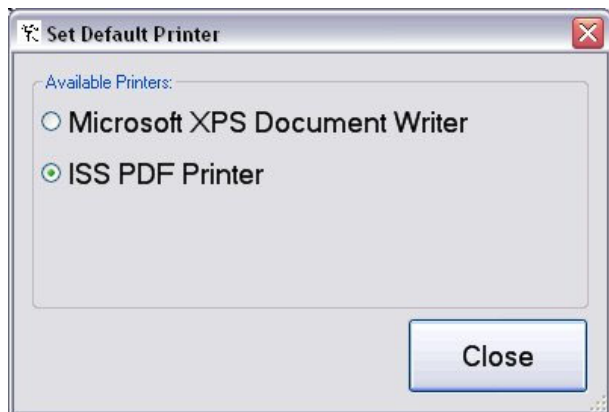 Set Default Printer
Available Printers:
Microsoft XPS Document Writer
ISS PDF Printer
Close